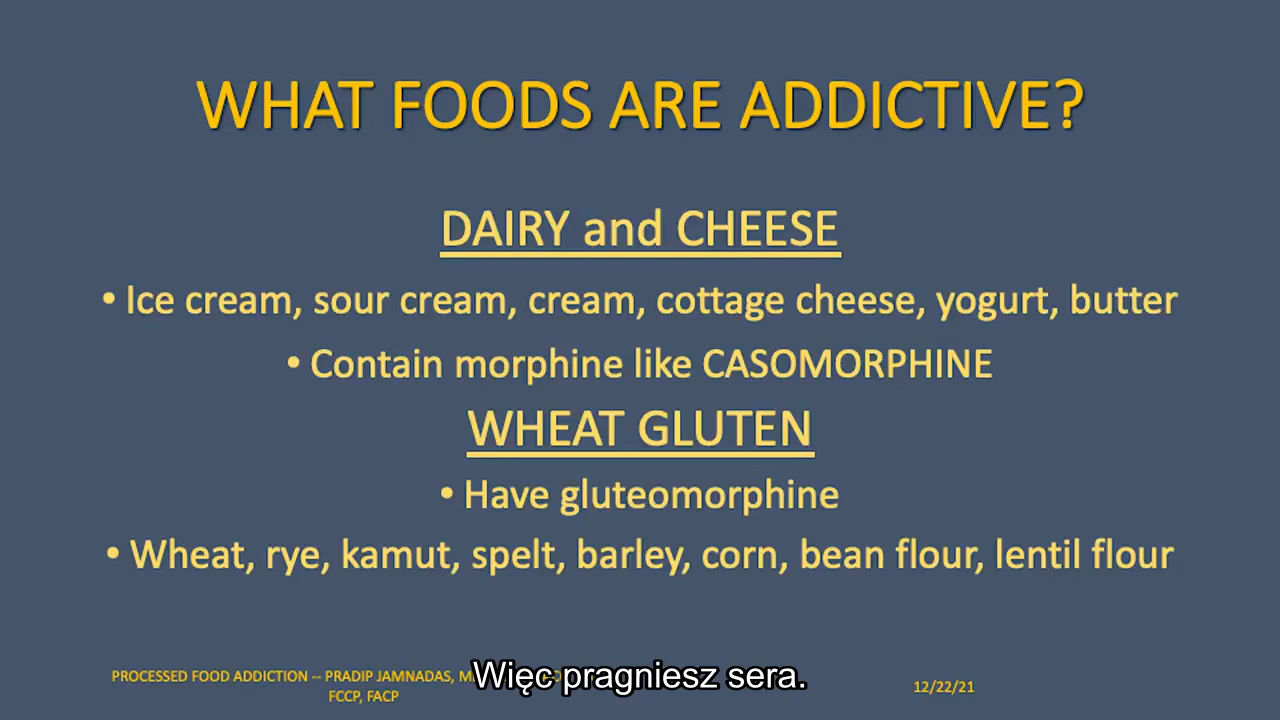 WHAT FOODS ARE ADDICTIVE?
DAIRY and CHEESE
• Ice cream, sour cream, cream, cottage cheese, yogurt, butter
• Contain morphine like CASOMORPHINE
WHEAT GLUTEN
• Have gluteomorphine
• Wheat, rye, kamut, spelt, barley, corn, bean flour, lentil flour
PROCESSED FOOD ADDICTION -- PRADIP JAMNADAS,
FCCP, FACP
Więc pragniesz sera.
12/22/21